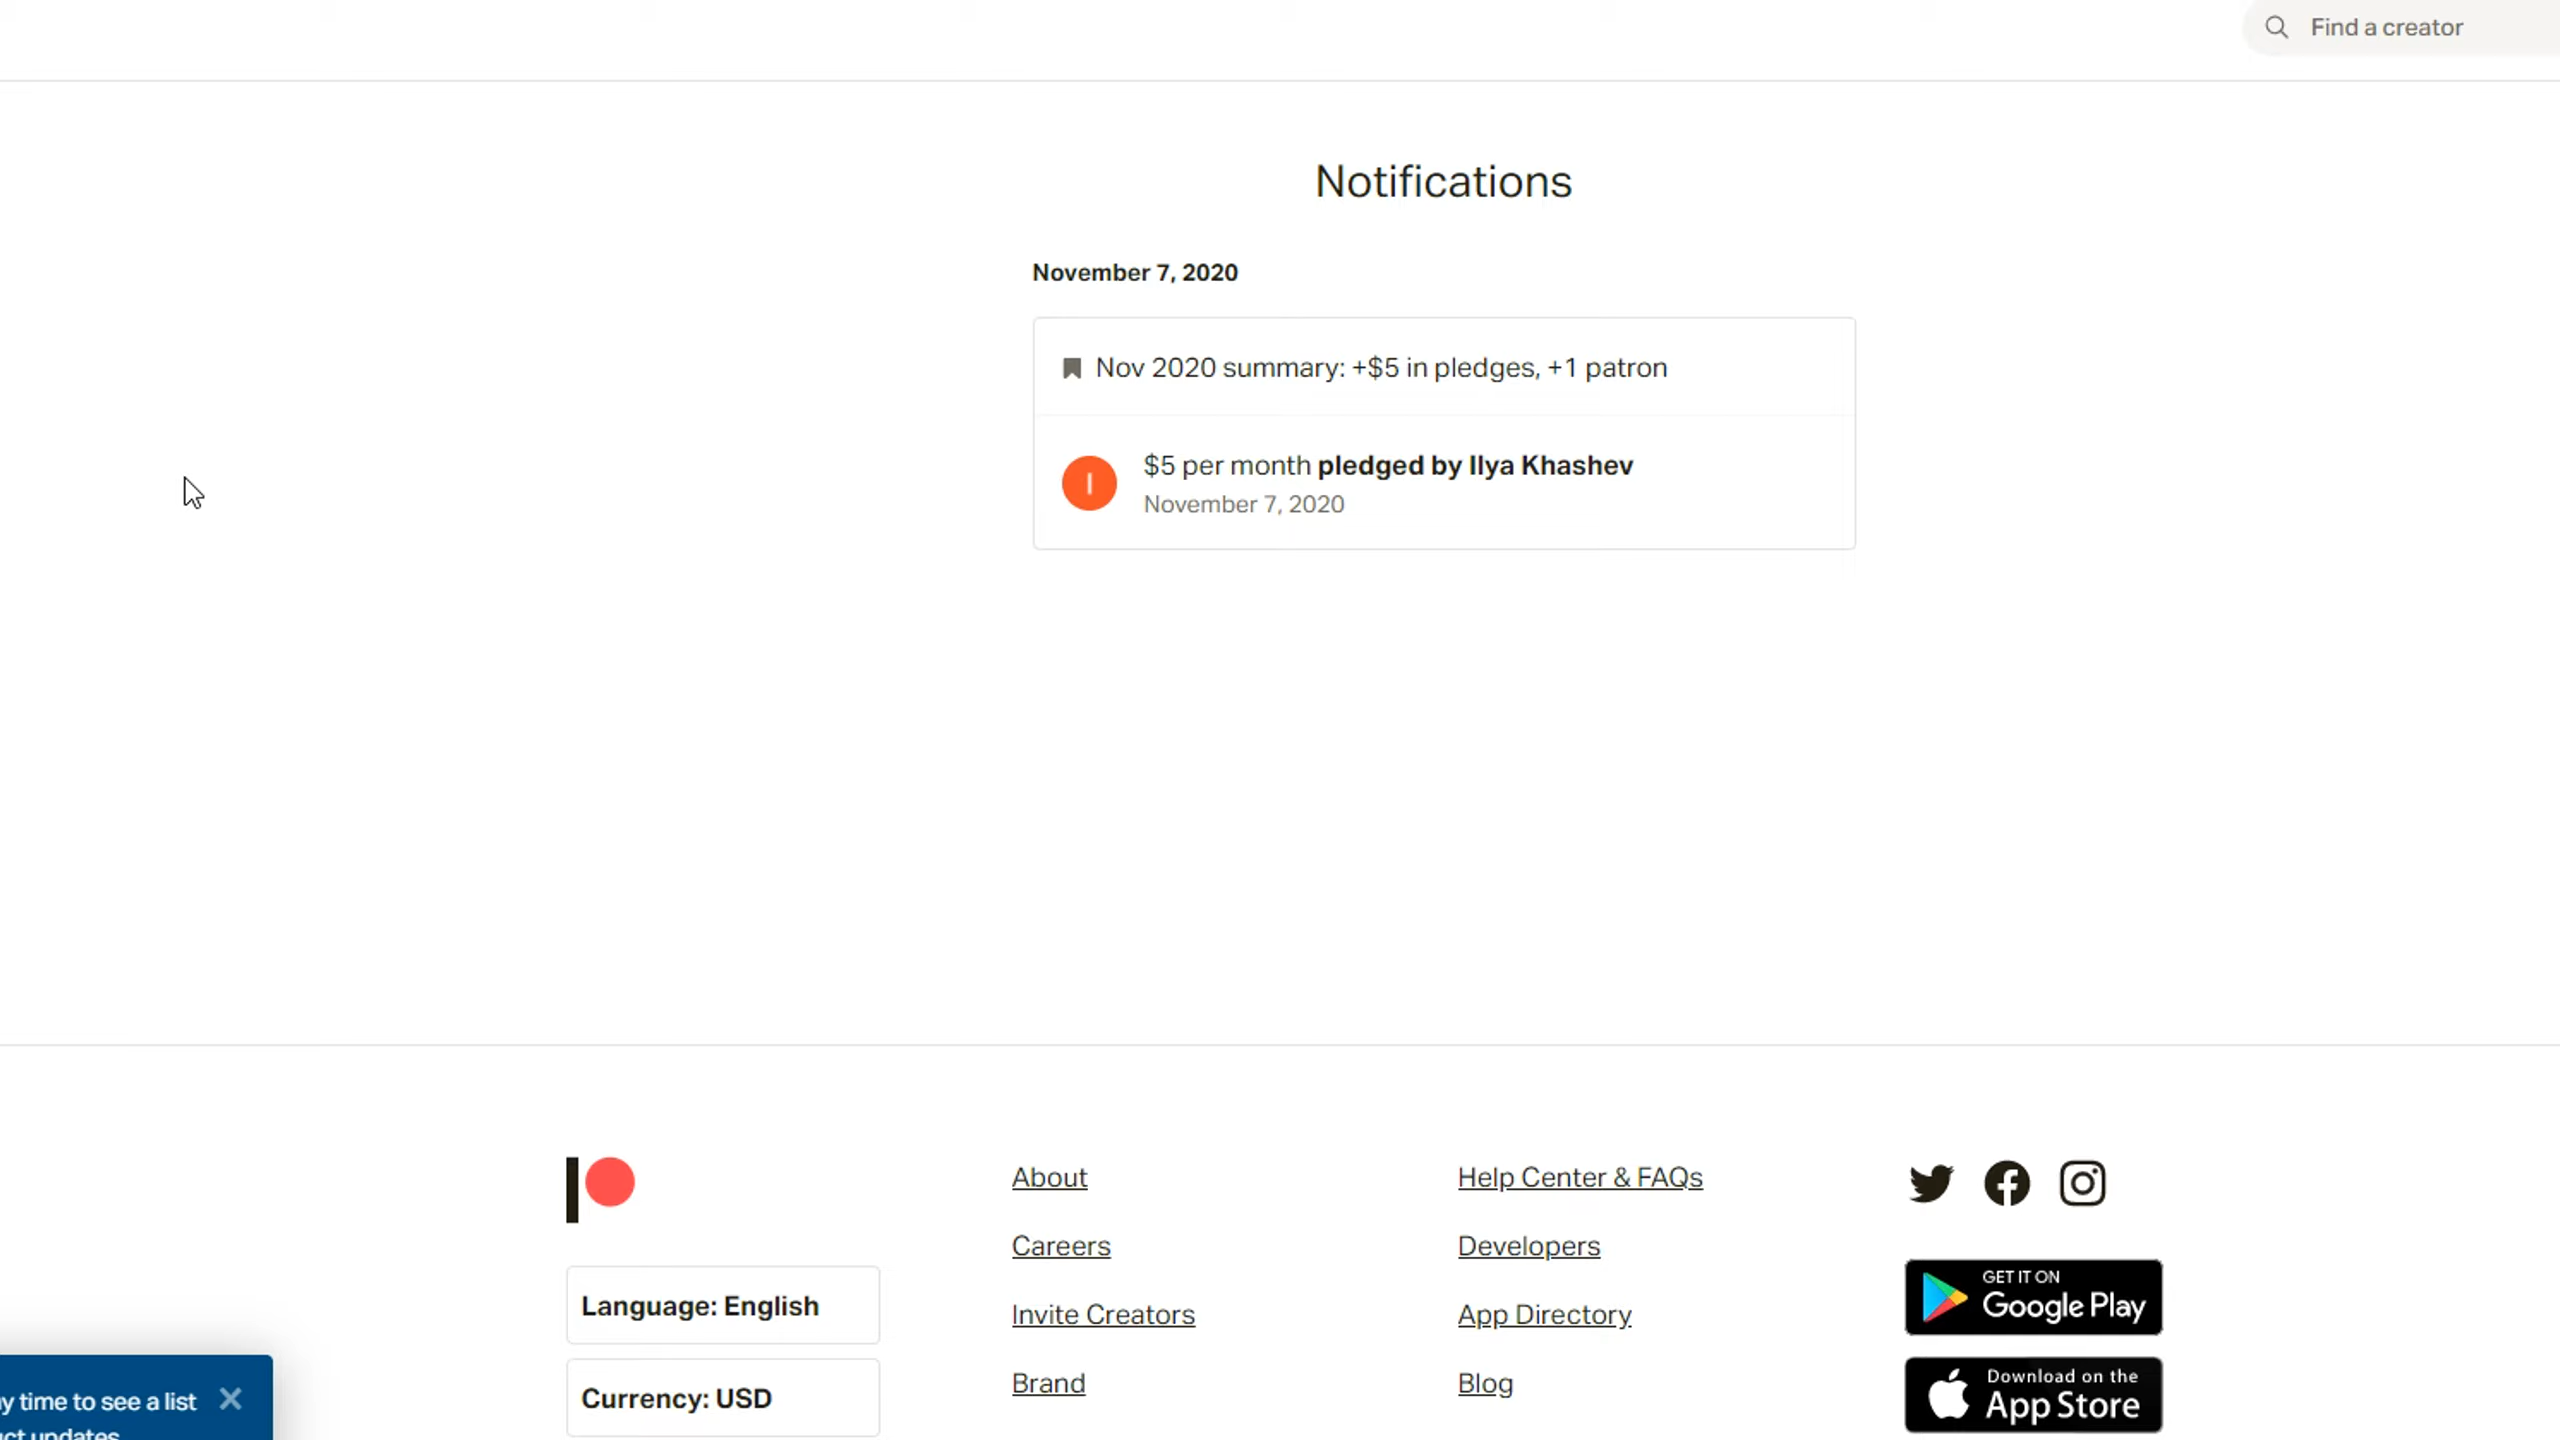 Find a creator
Notifications
November 7, 2020
Nov 2020 summary: +$5 in pledges, +1 patron
I
$5 per month pledged by Ilya Khashev
November 7, 2020
About
Help Center & FAQs
Careers
Developers
GET IT ON
Google Play
Language: English
Invite Creators
App Directory
Download on the
App Store
Currency: USD
Brand
Blog
y time to see a list
ct updates